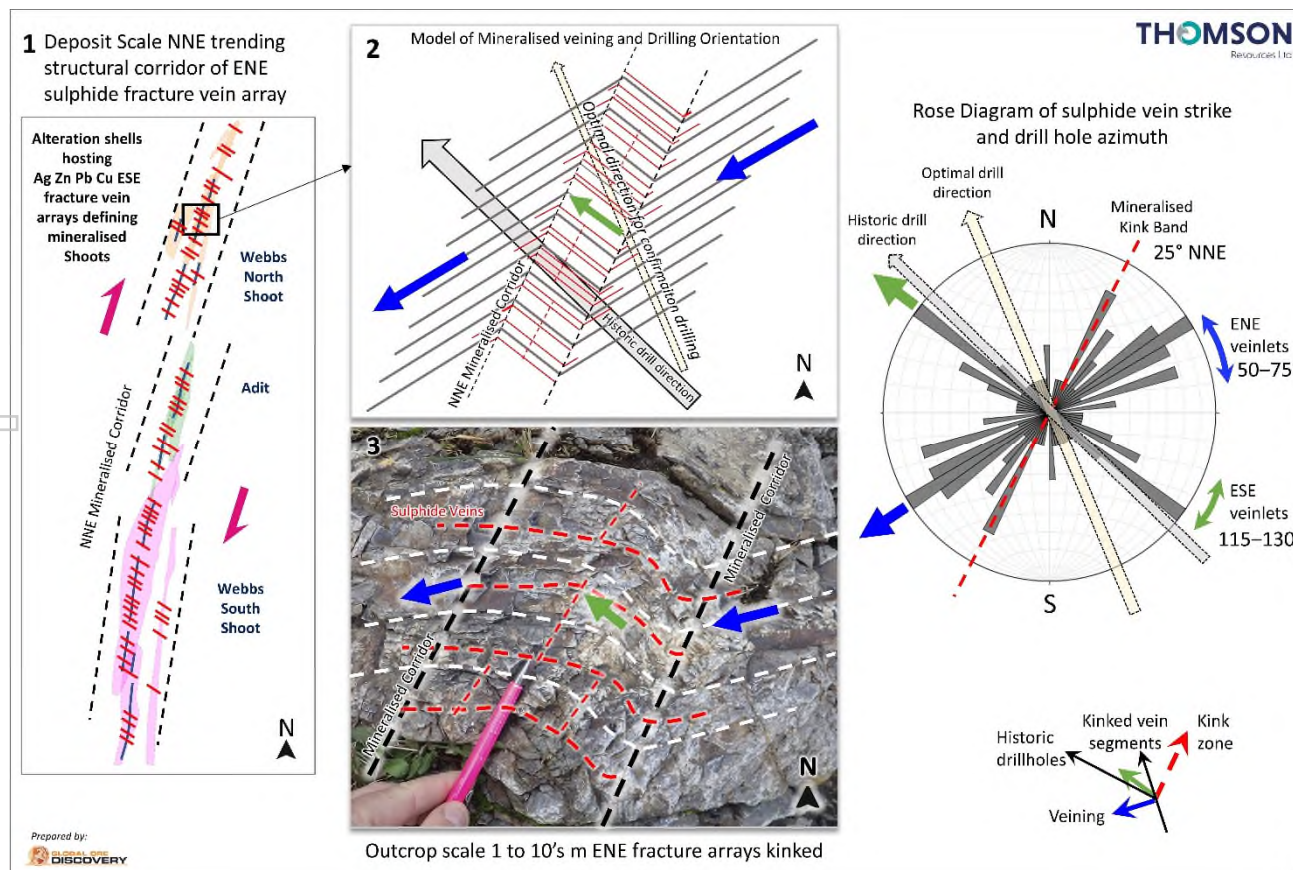 1 Deposit Scale NNE trending
structural corridor of ENE
sulphide fracture vein array
Alteration shells
hosting
Ag Zn Pb Cu ESE
fracture vein
arrays defining
mineralised
Shoots
Webbs
North
Shoot
Adit
NNE Mineralised Corridor
Webbs
South
Shoot
N
2
Model of Mineralised veining and Drilling Orientation
Optimal direction for confirmaiton drilling
Historic drill direction
NNE Mineralised Corridor
N
3
Sulphide Veins
Mineralised Corridor
Mineralised Corridor
N
Outcrop scale 1 to 10's m ENE fracture arrays kinked
THOMSON
Resources Ltd
Rose Diagram of sulphide vein strike
and drill hole azimuth
Optimal drill
direction
Historic drill
direction
N
Mineralised
Kink Band
25° NNE
ENE
veinlets
50–75
ESE
veinlets
115–130
S
Historic
drillholes
Kinked vein
segments
Kink
zone
Veining
Prepared by:
GLOBAL ORE
DISCOVERY